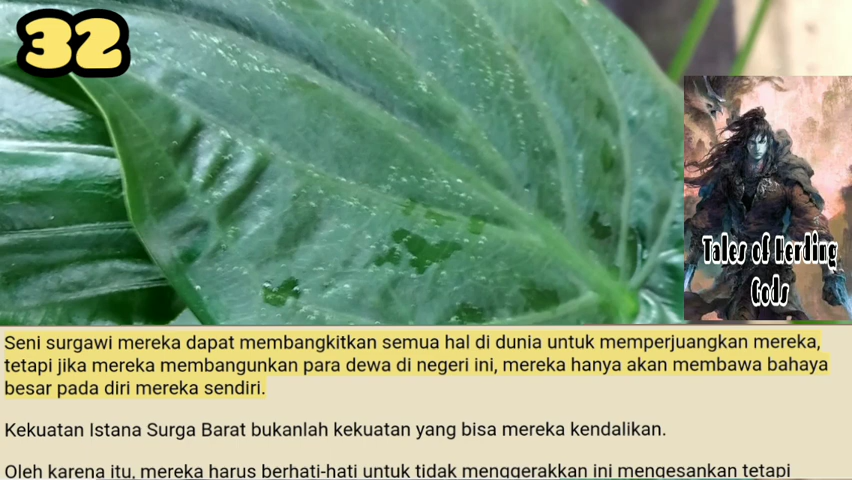 32
Tales of Herding
Gods
Seni surgawi mereka dapat membangkitkan semua hal di dunia untuk memperjuangkan mereka,
tetapi jika mereka membangunkan para dewa di negeri ini, mereka hanya akan membawa bahaya
besar pada diri mereka sendiri.
Kekuatan Istana Surga Barat bukanlah kekuatan yang bisa mereka kendalikan.
Oleh karena itu, mereka harus berhati-hati untuk tidak menggerakkan ini mengesankan tetapi